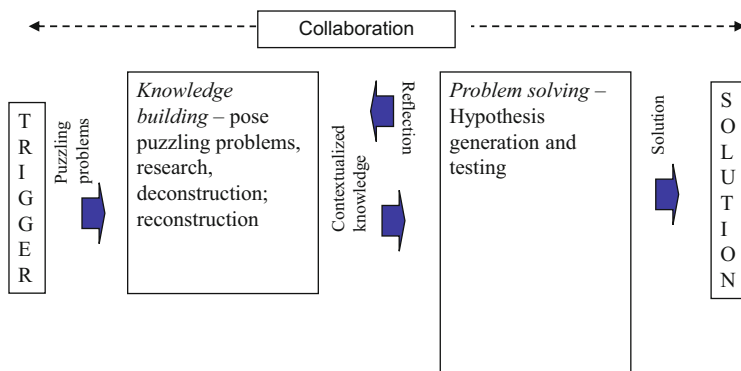 Collaboration
TRIGGER
Puzzling
problems
Knowledge
building – pose
puzzling problems,
research,
deconstruction;
reconstruction
Reflection
Contextualized
knowledge
Problem solving –
Hypothesis
generation and
testing
Solution
SOLUTION